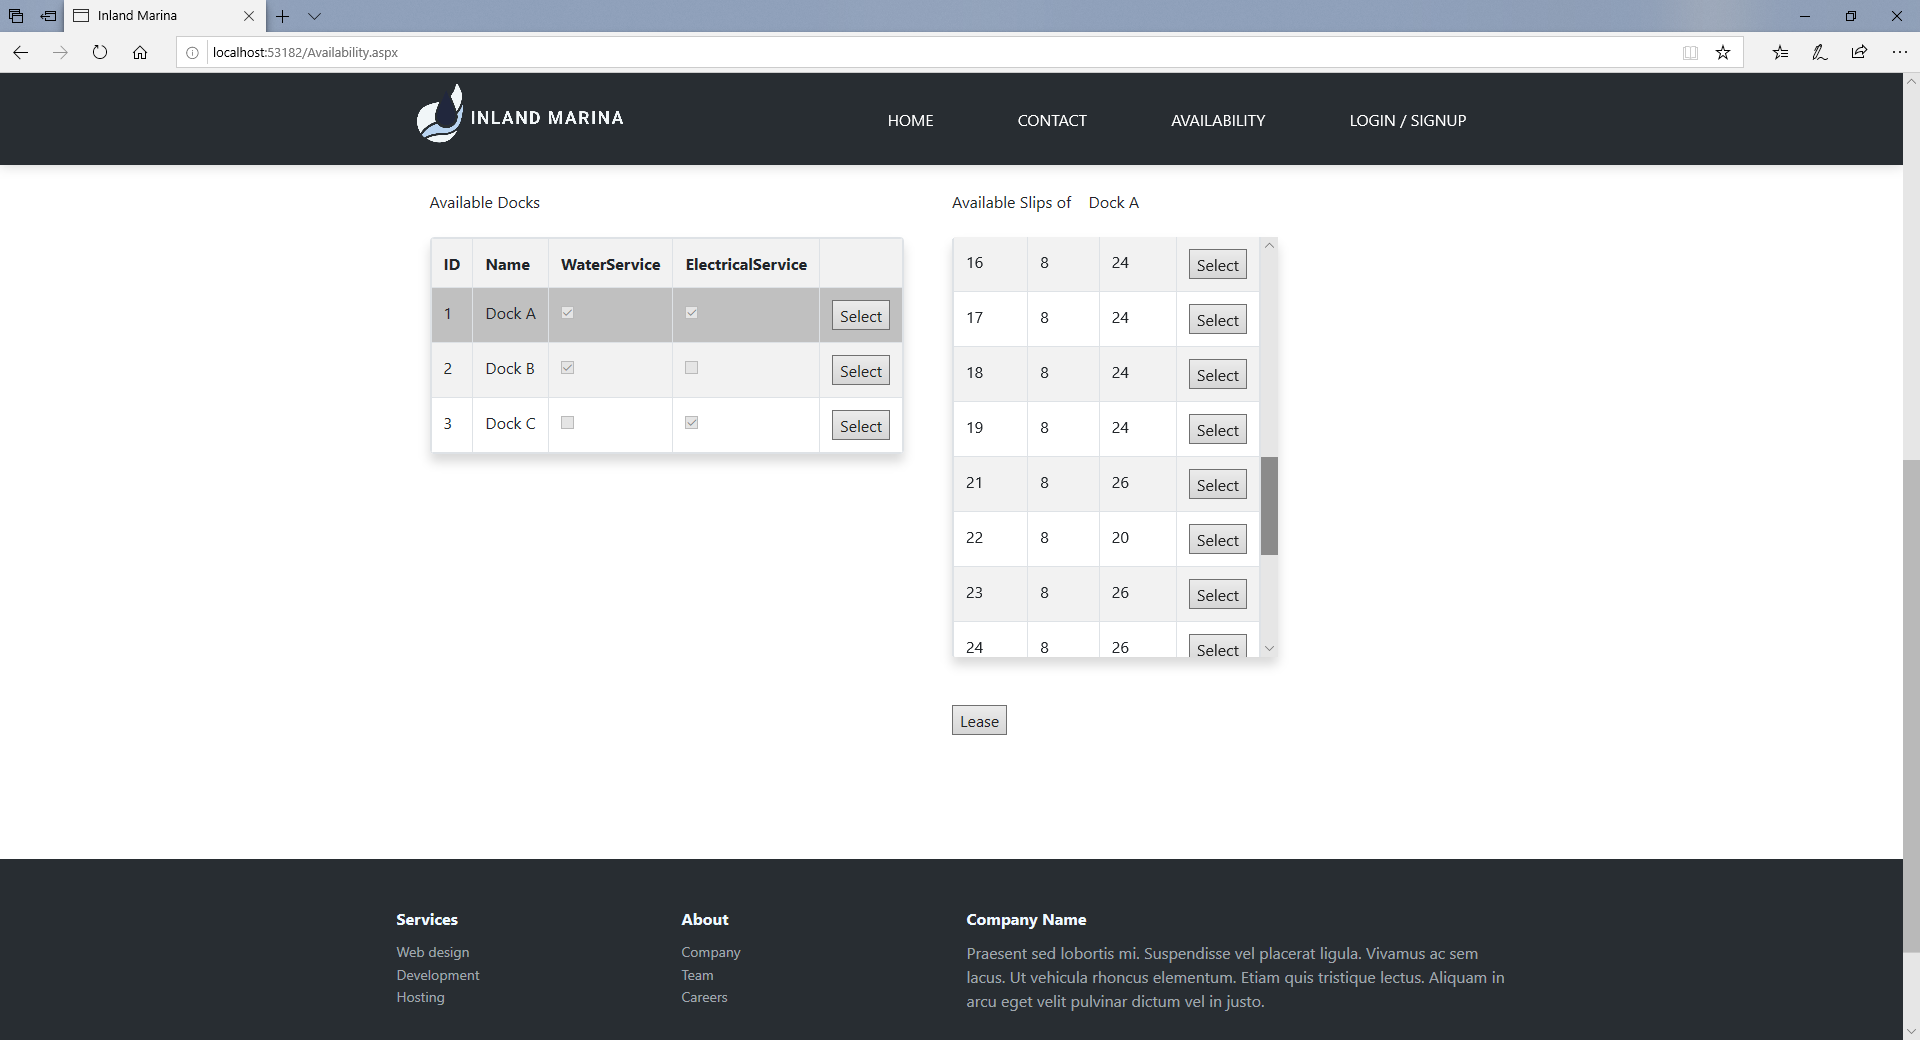 Inland Marina
localhost:53182/Availability.aspx
INLAND MARINA
HOME CONTACT AVAILABILITY LOGIN / SIGNUP
Available Docks
ID Name WaterService ElectricalService
1 Dock A Select
2 Dock B Select
3 Dock C Select
Available Slips of Dock A
16 8 24 Select
17 8 24 Select
18 8 24 Select
19 8 24 Select
21 8 26 Select
22 8 20 Select
23 8 26 Select
24 8 26 Select
Lease
Services
Web design
Development
Hosting
About
Company
Team
Careers
Company Name
Praesent sed lobortis mi. Suspendisse vel placerat ligula. Vivamus ac sem
lacus. Ut vehicula rhoncus elementum. Etiam quis tristique lectus. Aliquam in
arcu eget velit pulvinar dictum vel in justo.